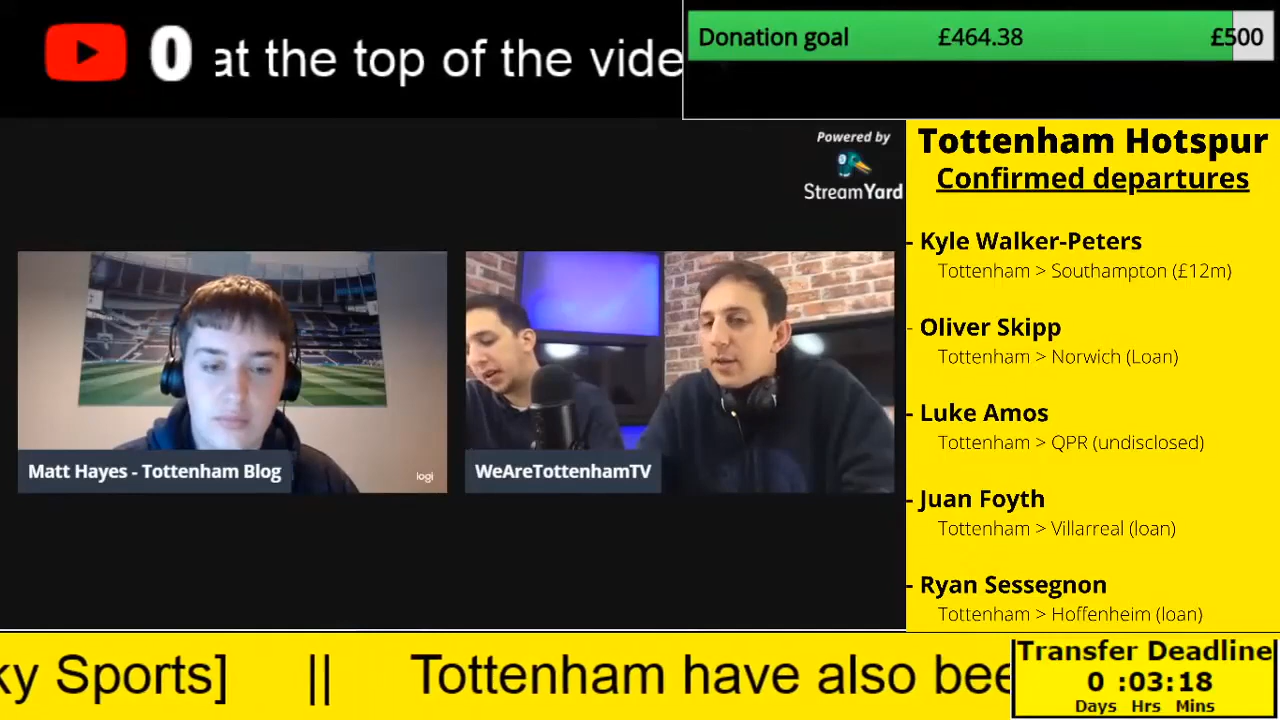 0 at the top of the vide
Donation goal £464.38 £500
Powered by
StreamYard
Tottenham Hotspur
Confirmed departures
- Kyle Walker-Peters
Tottenham > Southampton (£12m)
- Oliver Skipp
Tottenham > Norwich (Loan)
- Luke Amos
Tottenham > QPR (undisclosed)
- Juan Foyth
Tottenham > Villarreal (loan)
- Ryan Sessegnon
Tottenham > Hoffenheim (loan)
Matt Hayes - Tottenham Blog
logi
WeAreTottenhamTV
ky Sports] || Tottenham have also bee
Transfer Deadline
0 :03:18
Days Hrs Mins